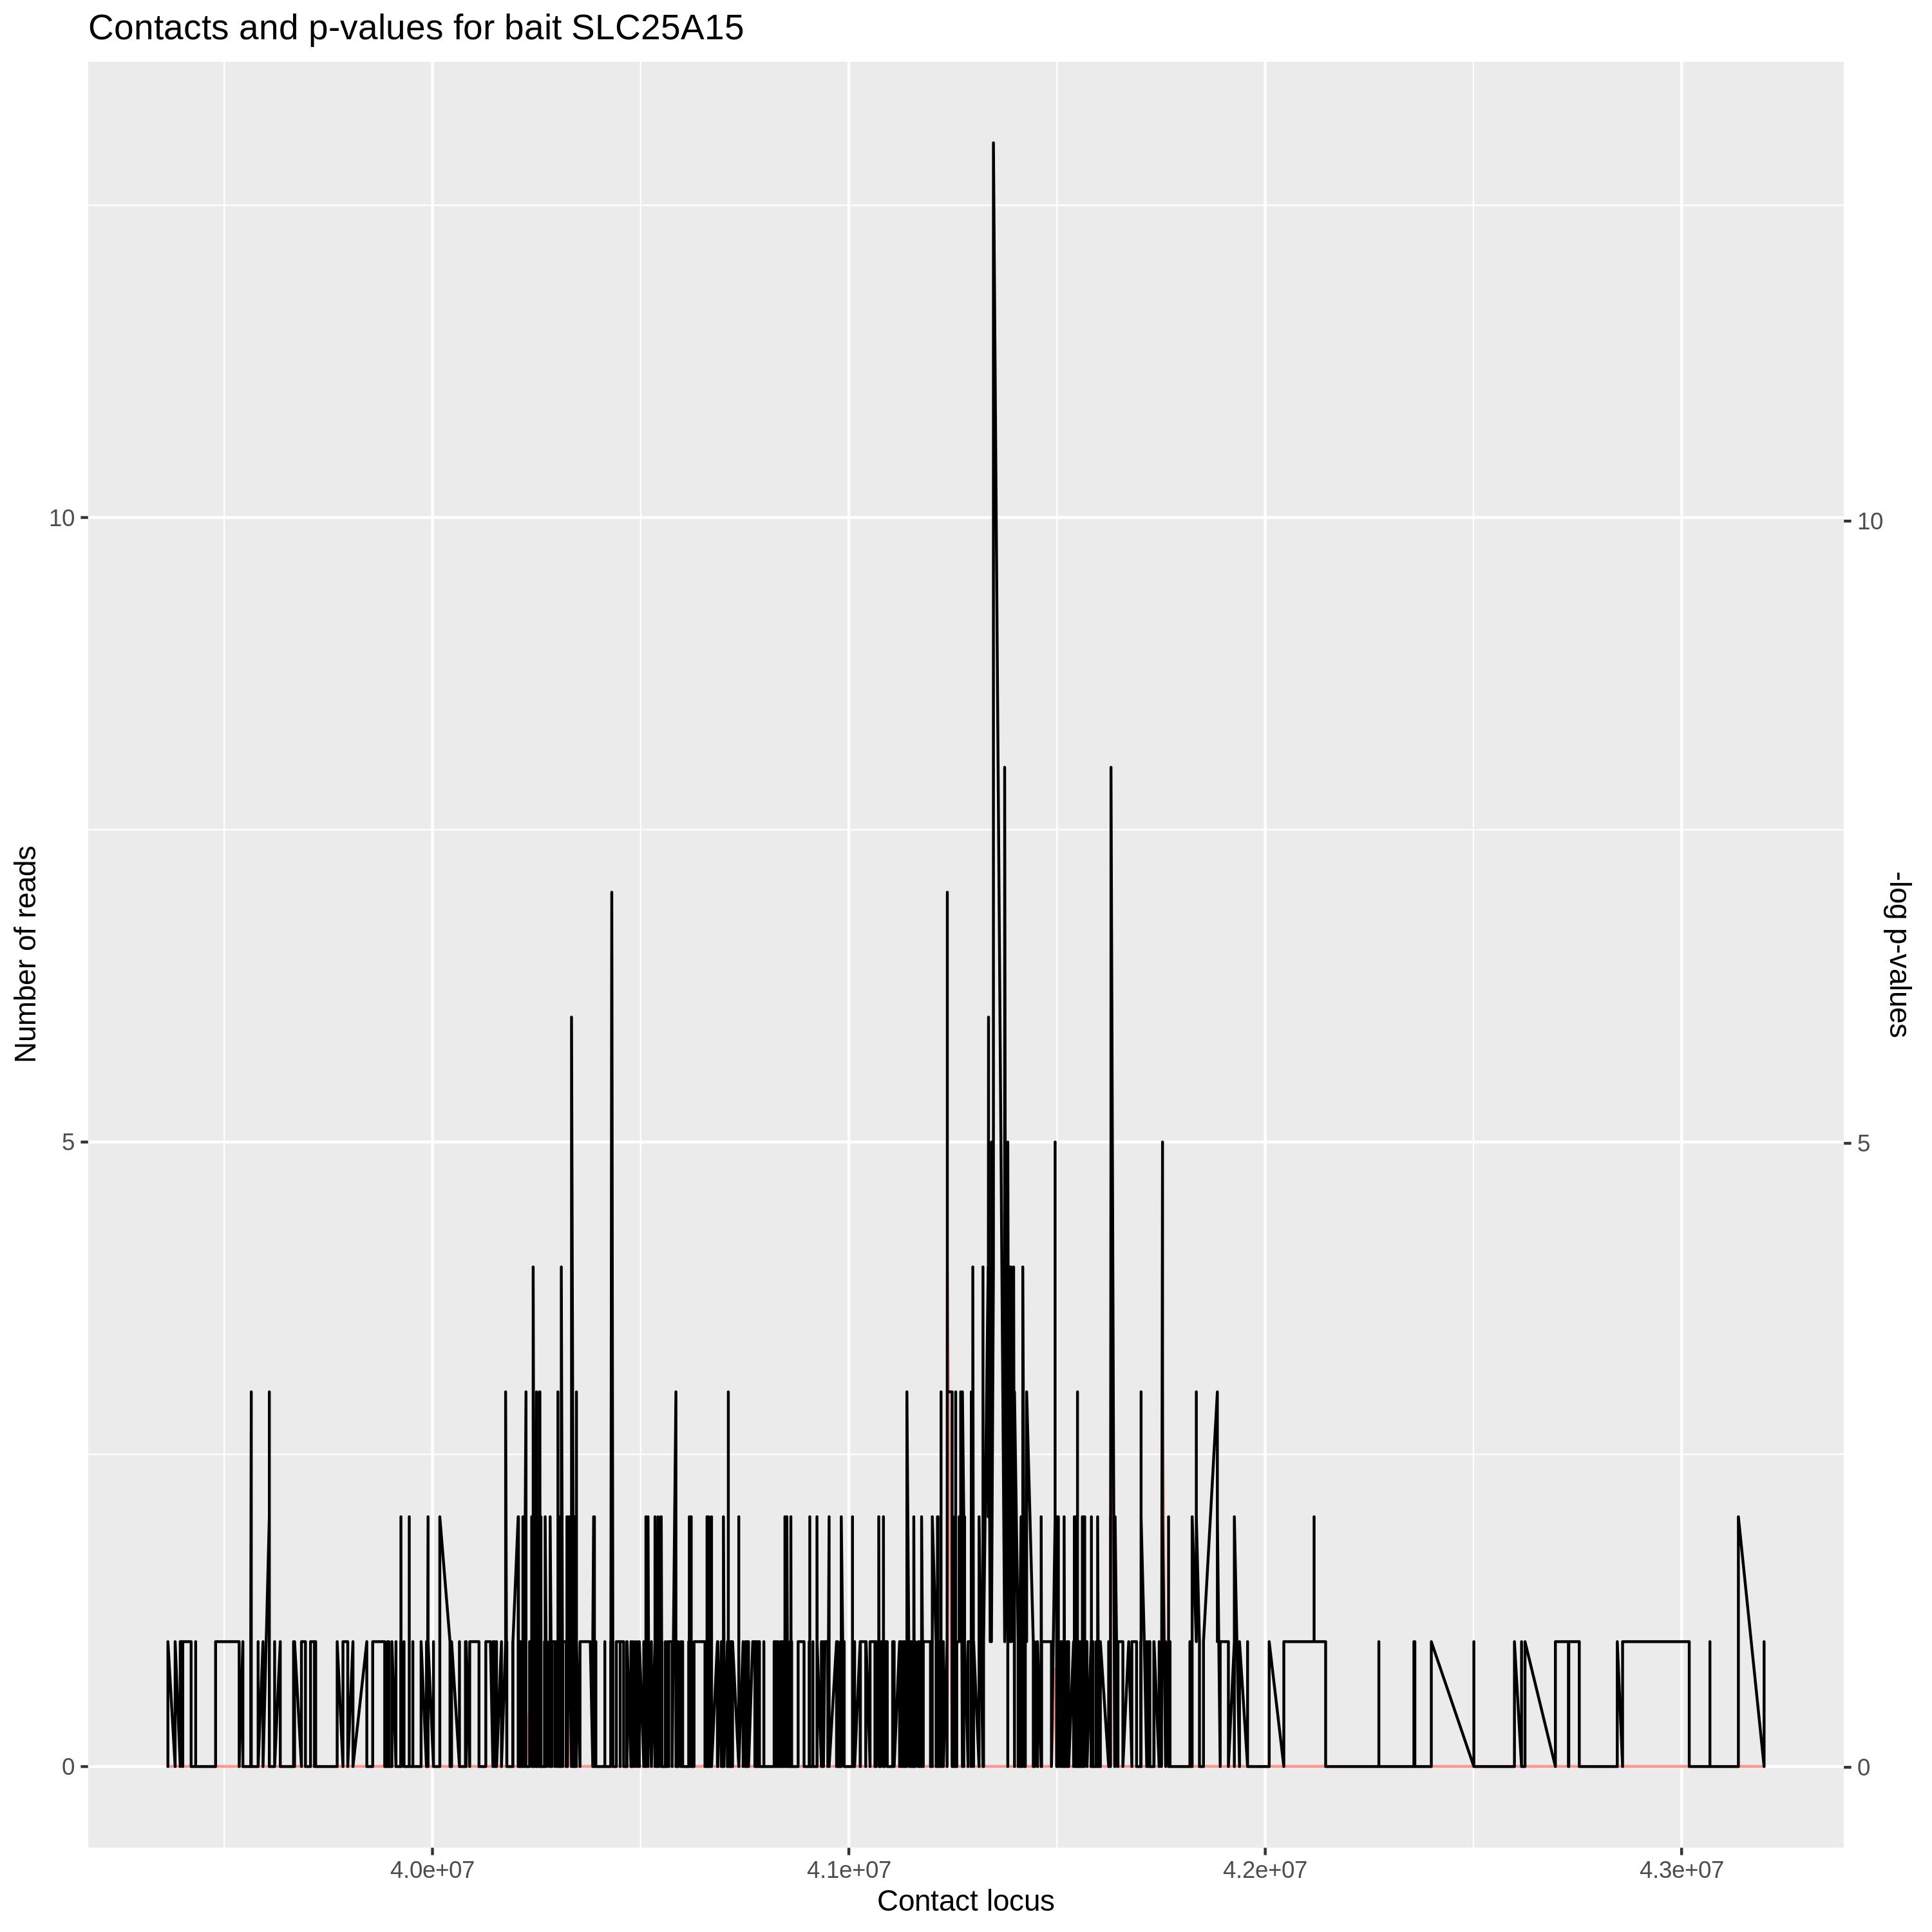 Contacts and p-values for bait SLC25A15
Number of reads
10
5
0
10
5
0
-log p-values
4.0e+07
4.1e+07
4.2e+07
4.3e+07
Contact locus